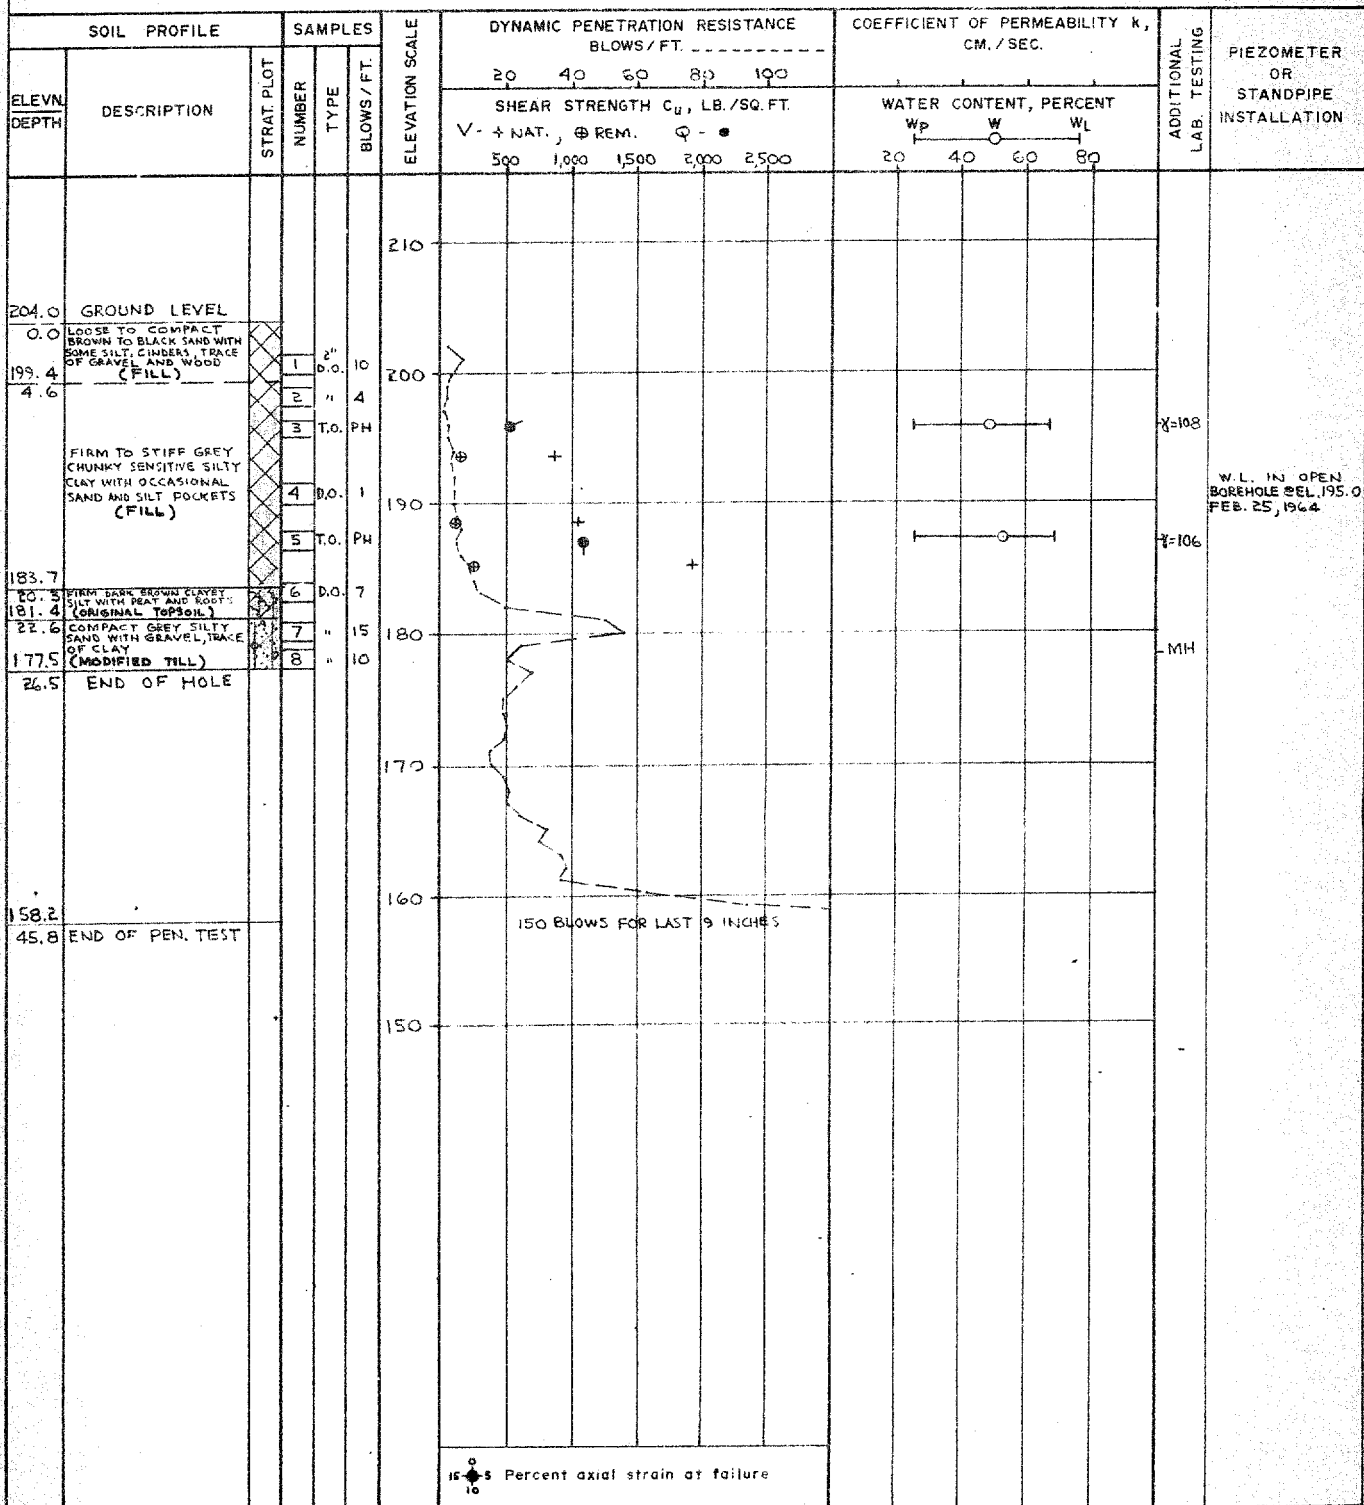 SOIL PROFILE
SAMPLES
ELEVN.
DEPTH
DESCRIPTION
STRAT. PLOT
NUMBER
TYPE
BLOWS / FT.
ELEVATION SCALE
DYNAMIC PENETRATION RESISTANCE
BLOWS / FT. ----------
20 40 60 80 100
SHEAR STRENGTH Cu, LB./SQ.FT.
V - + NAT., ⊕ REM. Q - ●
500 1,000 1,500 2,000 2,500
COEFFICIENT OF PERMEABILITY k,
CM. / SEC.
WATER CONTENT, PERCENT
WP W WL
20 40 60 80
ADDITIONAL
LAB. TESTING
PIEZOMETER
OR
STANDPIPE
INSTALLATION
204.0 GROUND LEVEL
0.0 LOOSE TO COMPACT
BROWN TO BLACK SAND WITH
SOME SILT, CINDERS, TRACE
OF GRAVEL AND WOOD
199.4 (FILL)
4.6
FIRM TO STIFF GREY
CHUNKY SENSITIVE SILTY
CLAY WITH OCCASIONAL
SAND AND SILT POCKETS
(FILL)
183.7
20.3 FIRM DARK BROWN CLAYEY
SILT WITH PEAT AND ROOTS
181.4 (ORIGINAL TOPSOIL)
22.6 COMPACT GREY SILTY
SAND WITH GRAVEL, TRACE
OF CLAY
177.5 (MODIFIED TILL)
26.5 END OF HOLE
158.2
45.8 END OF PEN. TEST
1 2" D.O. 10
2 " 4
3 T.O. PH
4 D.O. 1
5 T.O. PH
6 D.O. 7
7 " 15
8 " 10
210
200
190
180
170
160
150
150 BLOWS FOR LAST 9 INCHES
γ=108
γ=106
MH
W.L. IN OPEN
BOREHOLE @ EL. 195.0
FEB. 25, 1964
0
15 5 Percent axial strain at failure
10